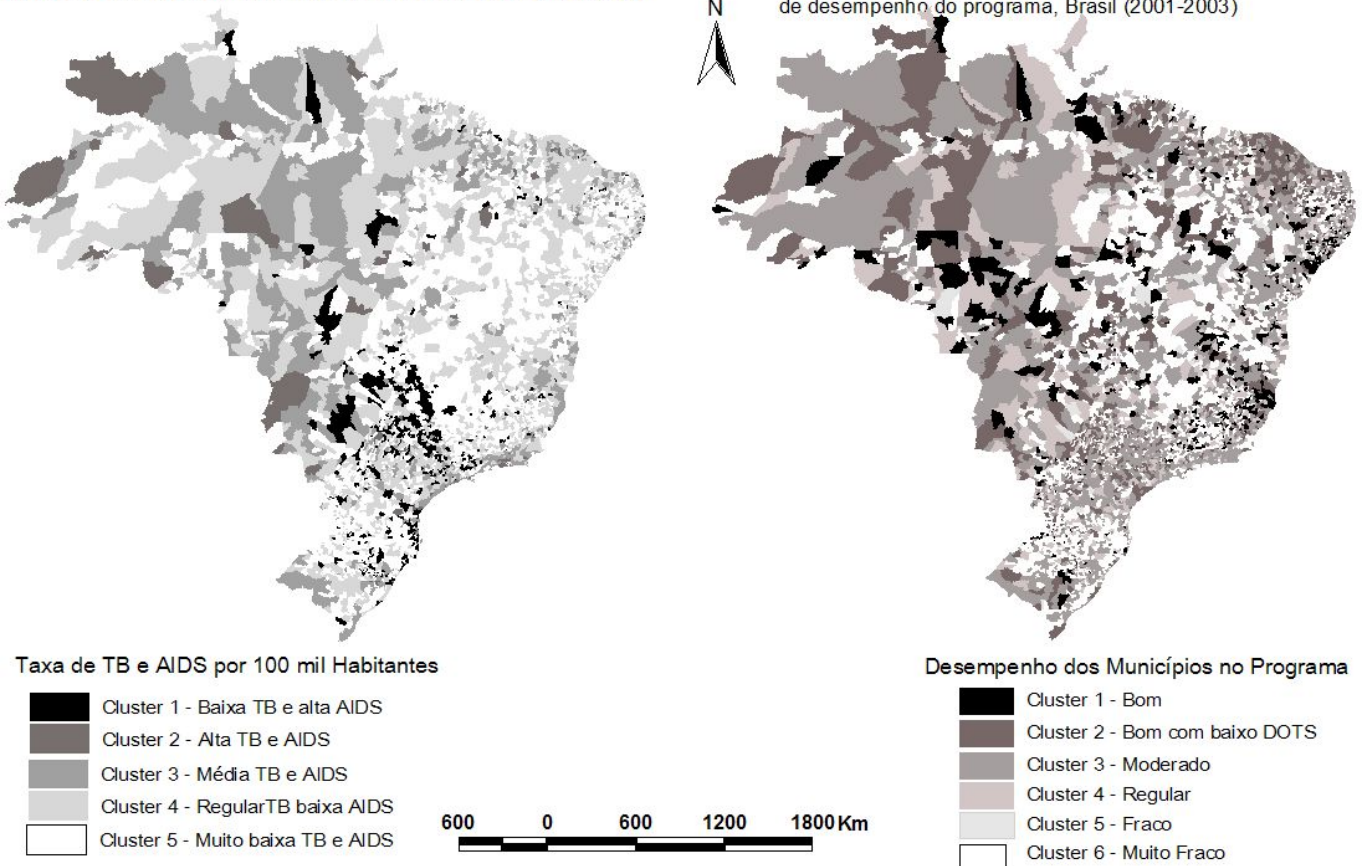 N
de desempenho do programa, Brasil (2001-2003)
Taxa de TB e AIDS por 100 mil Habitantes
Cluster 1 - Baixa TB e alta AIDS
Cluster 2 - Alta TB e AIDS
Cluster 3 - Média TB e AIDS
Cluster 4 - RegularTB baixa AIDS
Cluster 5 - Muito baixa TB e AIDS
600 0 600 1200 1800 Km
Desempenho dos Municípios no Programa
Cluster 1 - Bom
Cluster 2 - Bom com baixo DOTS
Cluster 3 - Moderado
Cluster 4 - Regular
Cluster 5 - Fraco
Cluster 6 - Muito Fraco